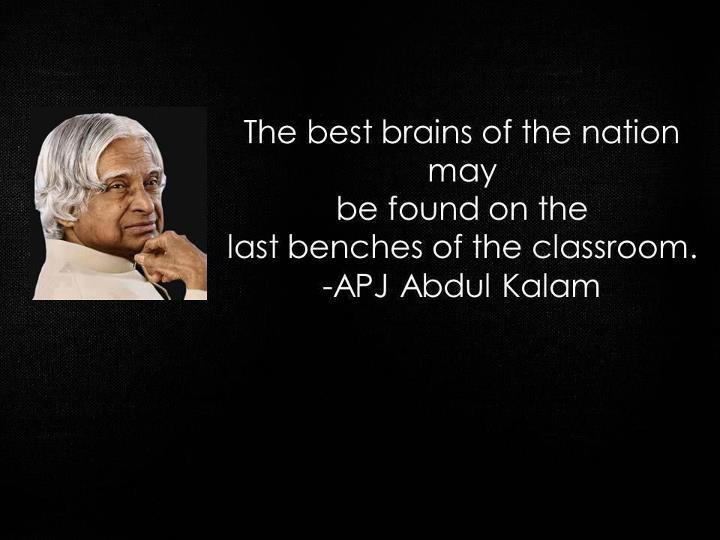 The best brains of the nation
may
be found on the
last benches of the classroom.
-APJ Abdul Kalam